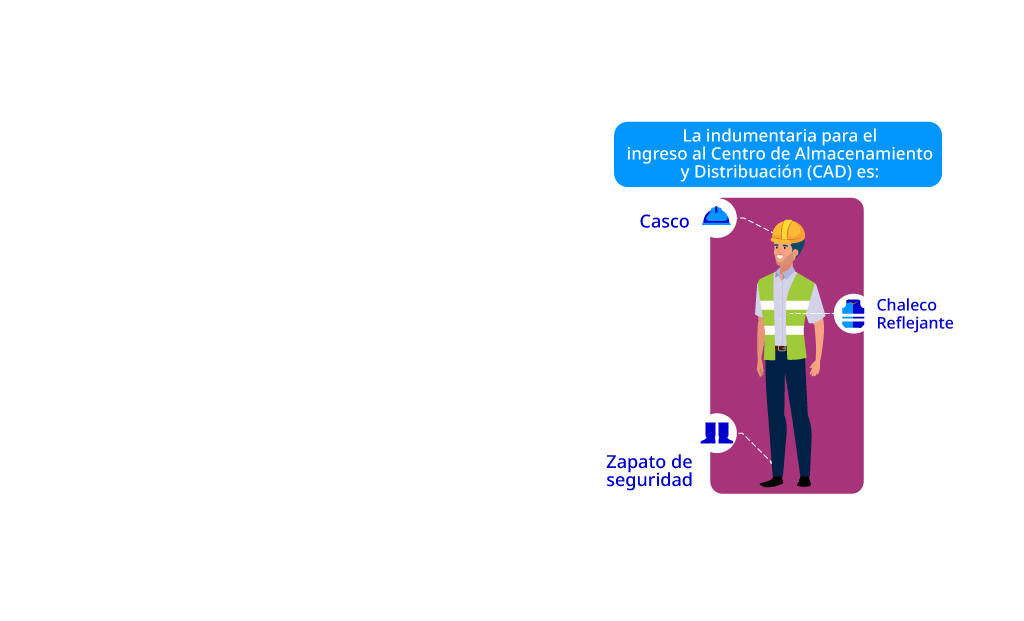 La indumentaria para el
ingreso al Centro de Almacenamiento
y Distribuación (CAD) es:
Casco
Chaleco
Reflejante
Zapato de
seguridad